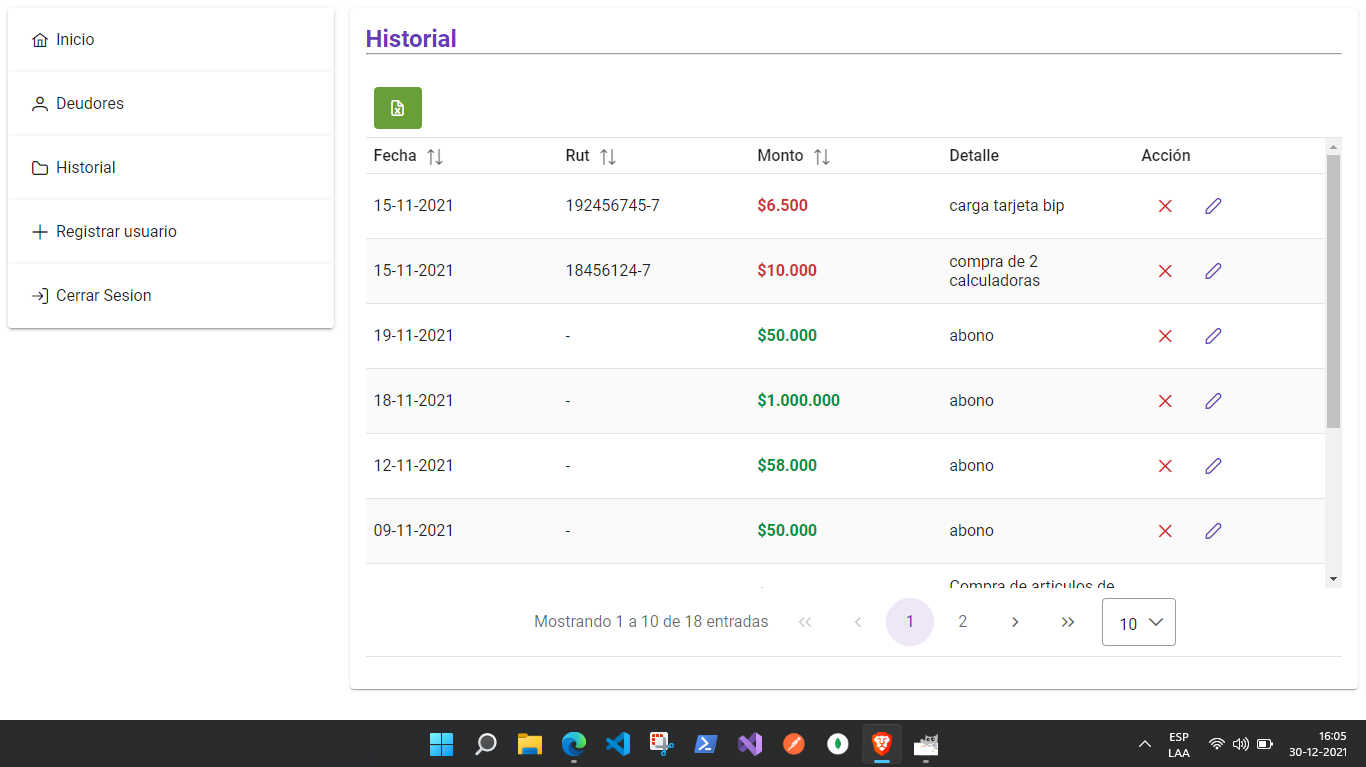 Inicio
Deudores
Historial
Registrar usuario
Cerrar Sesion
Historial
Fecha Rut Monto Detalle Acción
15-11-2021 192456745-7 $6.500 carga tarjeta bip
15-11-2021 18456124-7 $10.000 compra de 2
calculadoras
19-11-2021 - $50.000 abono
18-11-2021 - $1.000.000 abono
12-11-2021 - $58.000 abono
09-11-2021 - $50.000 abono
Compra de articulos de
Mostrando 1 a 10 de 18 entradas << < 1 2 > >> 10
ESP
LAA
16:05
30-12-2021